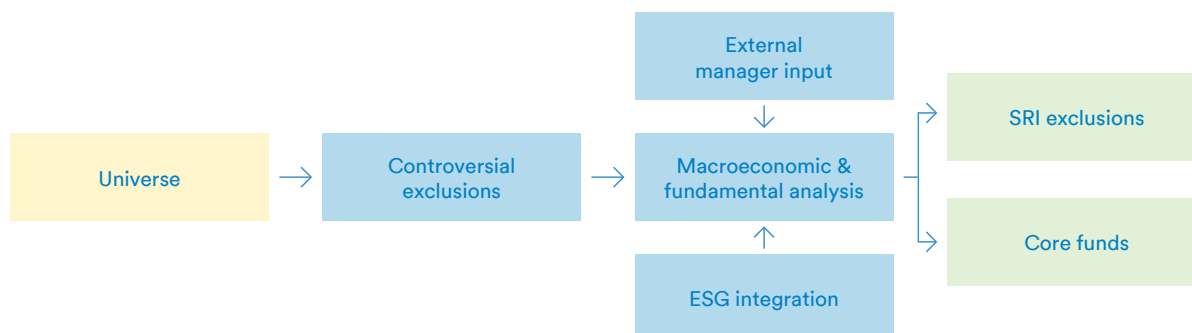 Universe
Controversial
exclusions
External
manager input
Macroeconomic &
fundamental analysis
ESG integration
SRI exclusions
Core funds